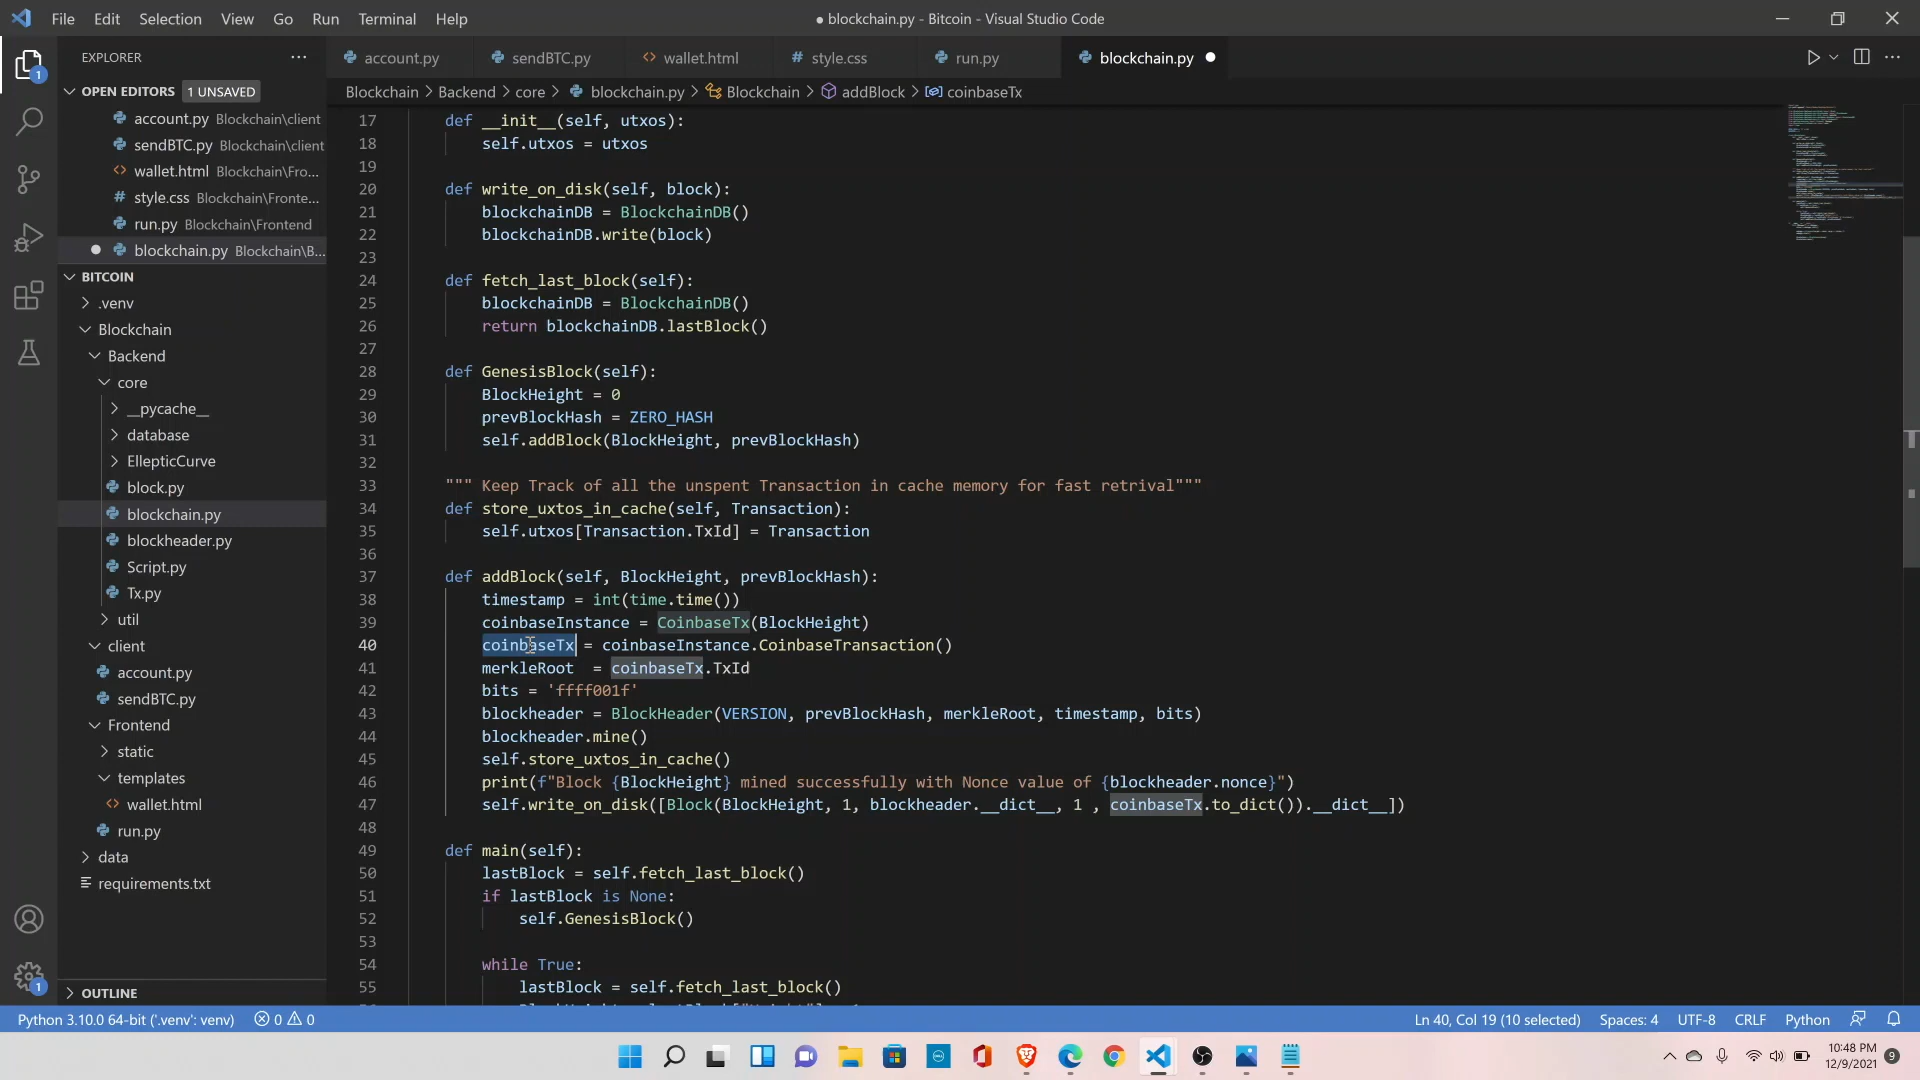 File Edit Selection View Go Run Terminal Help
● blockchain.py - Bitcoin - Visual Studio Code
EXPLORER
OPEN EDITORS 1 UNSAVED
account.py Blockchain\client
sendBTC.py Blockchain\client
wallet.html Blockchain\Fro...
style.css Blockchain\Fronte...
run.py Blockchain\Frontend
blockchain.py Blockchain\B...
BITCOIN
.venv
Blockchain
Backend
core
__pycache__
database
EllepticCurve
block.py
blockchain.py
blockheader.py
Script.py
Tx.py
util
client
account.py
sendBTC.py
Frontend
static
templates
wallet.html
run.py
data
requirements.txt
OUTLINE
account.py sendBTC.py wallet.html style.css run.py blockchain.py
Blockchain > Backend > core > blockchain.py > Blockchain > addBlock > coinbaseTx
17 def __init__(self, utxos):
18 self.utxos = utxos
19
20 def write_on_disk(self, block):
21 blockchainDB = BlockchainDB()
22 blockchainDB.write(block)
23
24 def fetch_last_block(self):
25 blockchainDB = BlockchainDB()
26 return blockchainDB.lastBlock()
27
28 def GenesisBlock(self):
29 BlockHeight = 0
30 prevBlockHash = ZERO_HASH
31 self.addBlock(BlockHeight, prevBlockHash)
32
33 """ Keep Track of all the unspent Transaction in cache memory for fast retrival"""
34 def store_uxtos_in_cache(self, Transaction):
35 self.utxos[Transaction.TxId] = Transaction
36
37 def addBlock(self, BlockHeight, prevBlockHash):
38 timestamp = int(time.time())
39 coinbaseInstance = CoinbaseTx(BlockHeight)
40 coinbaseTx = coinbaseInstance.CoinbaseTransaction()
41 merkleRoot  = coinbaseTx.TxId
42 bits = 'ffff001f'
43 blockheader = BlockHeader(VERSION, prevBlockHash, merkleRoot, timestamp, bits)
44 blockheader.mine()
45 self.store_uxtos_in_cache()
46 print(f"Block {BlockHeight} mined successfully with Nonce value of {blockheader.nonce}")
47 self.write_on_disk([Block(BlockHeight, 1, blockheader.__dict__, 1 , coinbaseTx.to_dict()).__dict__])
48
49 def main(self):
50 lastBlock = self.fetch_last_block()
51 if lastBlock is None:
52 self.GenesisBlock()
53
54 while True:
55 lastBlock = self.fetch_last_block()
Python 3.10.0 64-bit ('.venv': venv) 0 0
Ln 40, Col 19 (10 selected) Spaces: 4 UTF-8 CRLF Python
10:48 PM
12/9/2021
9